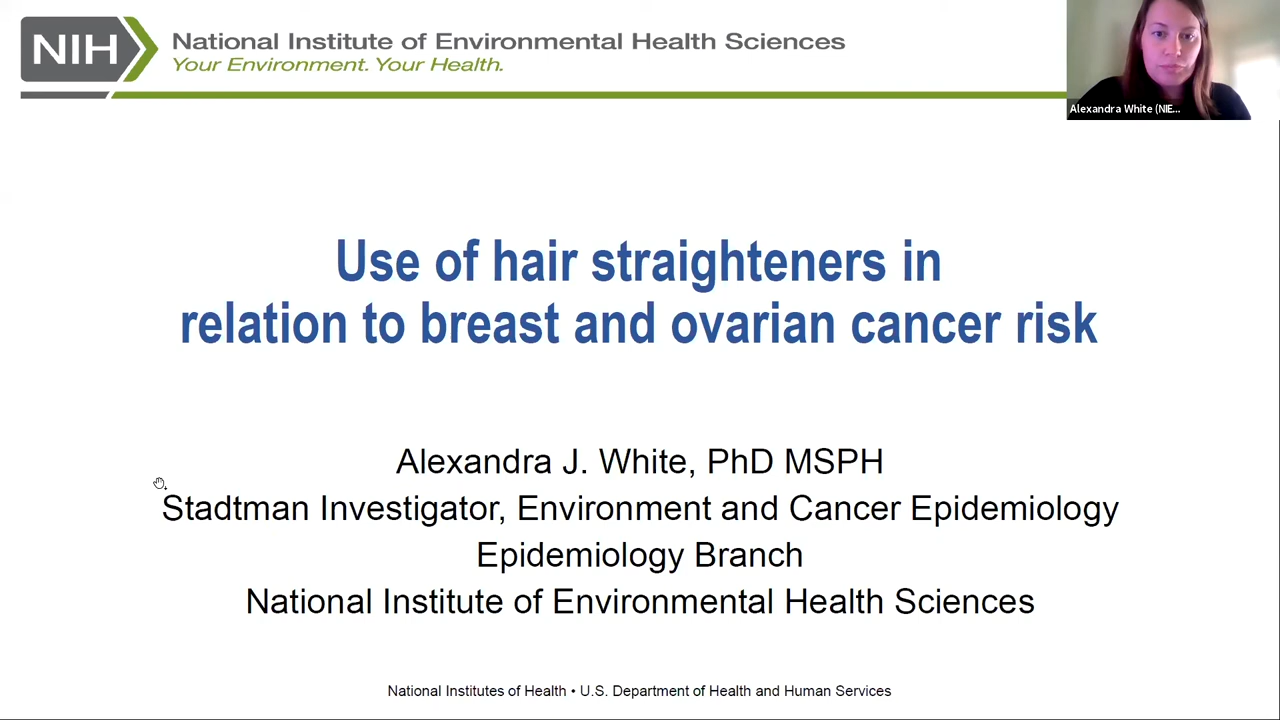 NIH
National Institute of Environmental Health Sciences
Your Environment. Your Health.
Alexandra White (NIE...
Use of hair straighteners in
relation to breast and ovarian cancer risk
Alexandra J. White, PhD MSPH
Stadtman Investigator, Environment and Cancer Epidemiology
Epidemiology Branch
National Institute of Environmental Health Sciences
National Institutes of Health • U.S. Department of Health and Human Services